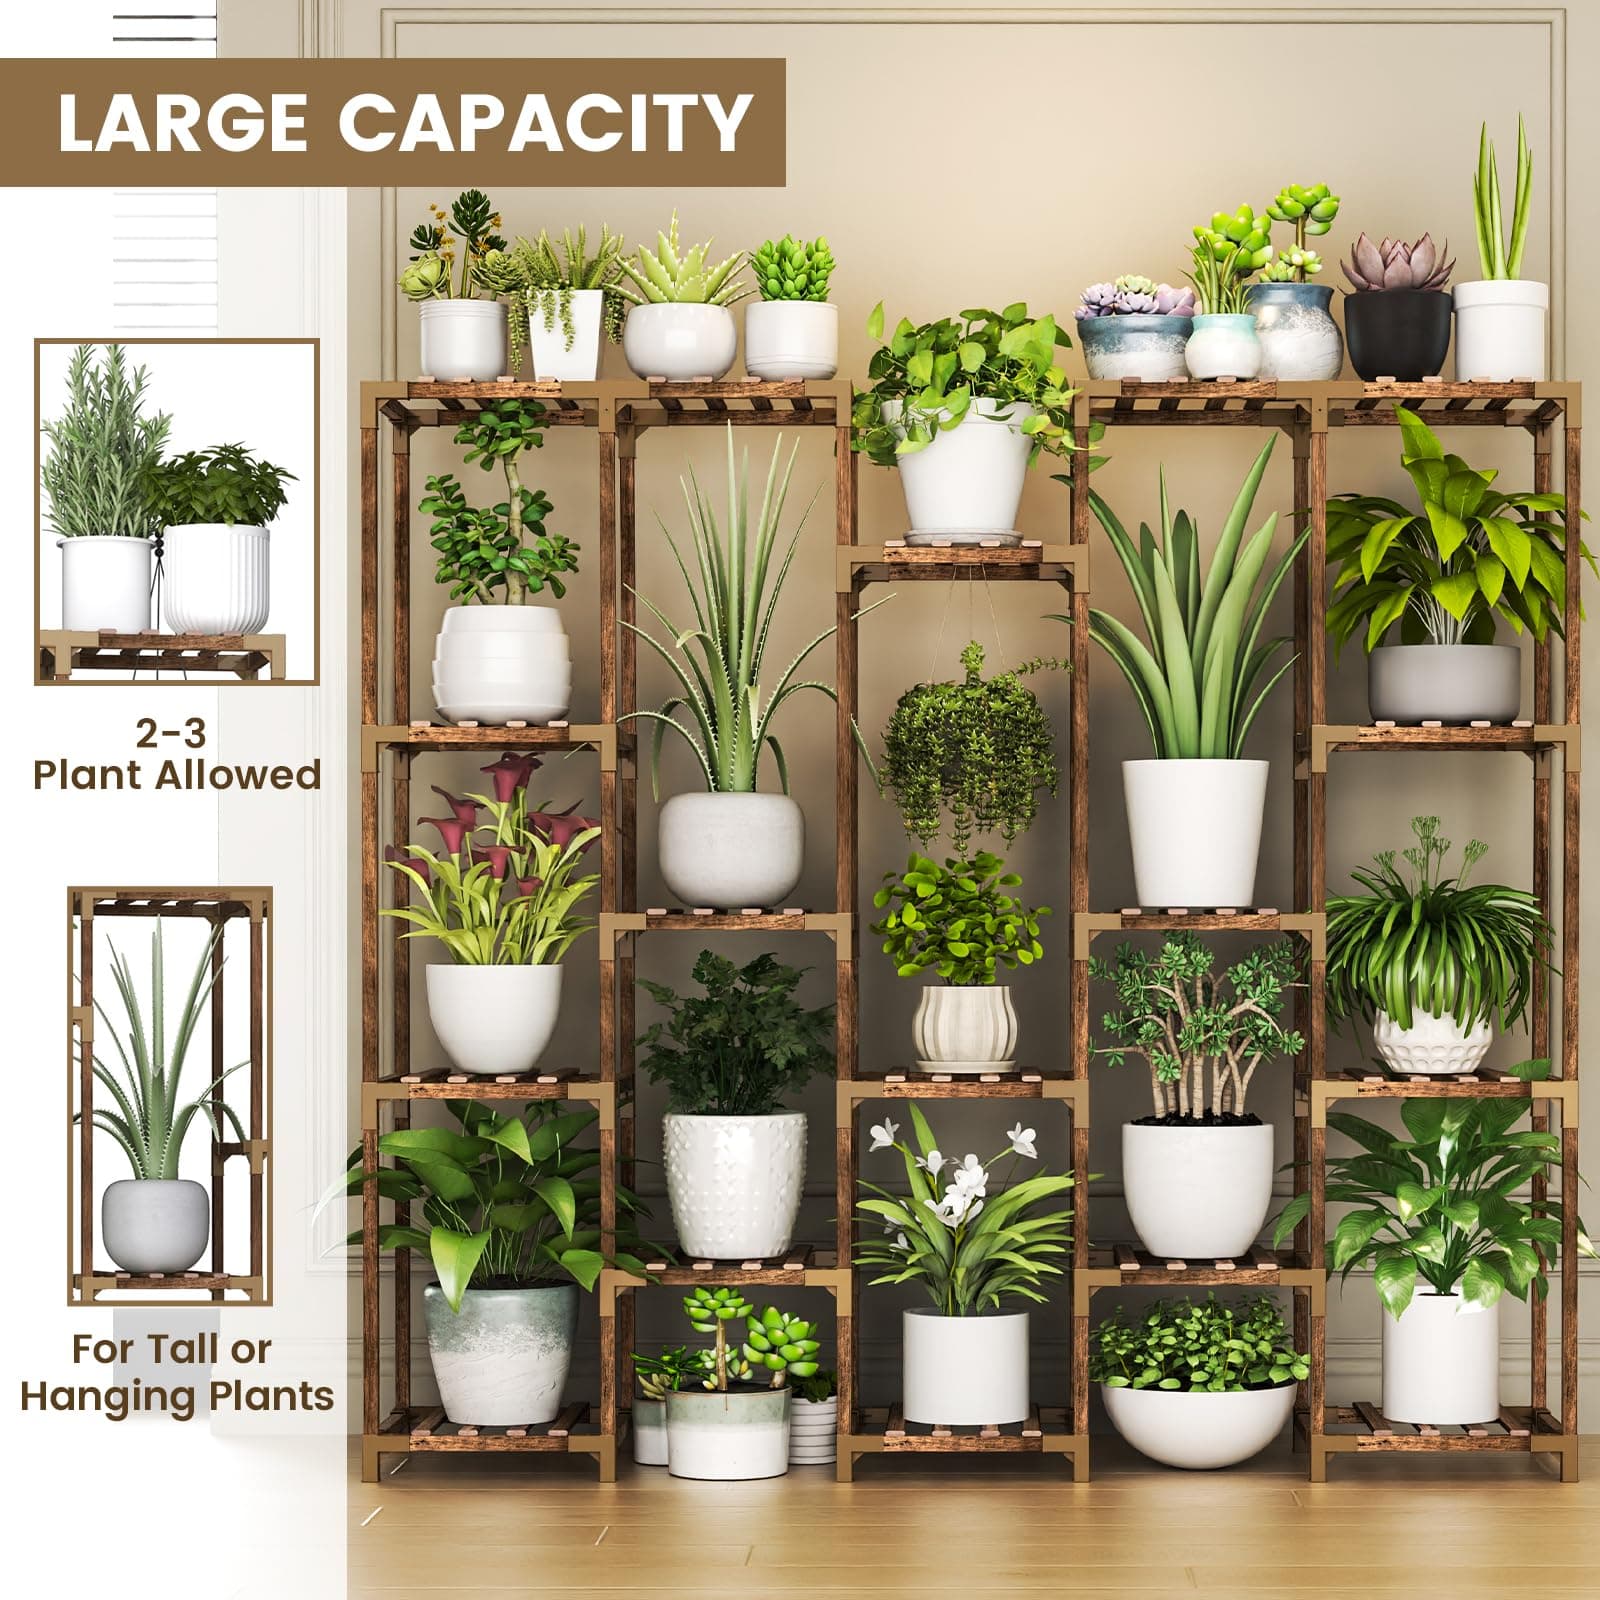 LARGE CAPACITY
2-3
Plant Allowed
For Tall or
Hanging Plants